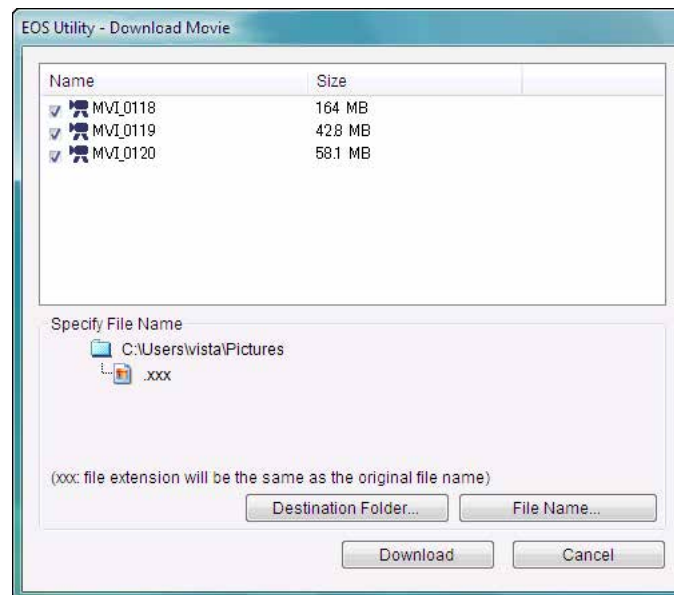 EOS Utility - Download Movie
Name Size
MVI_0118 164 MB
MVI_0119 42.8 MB
MVI_0120 58.1 MB
Specify File Name
C:\Users\vista\Pictures
.xxx
(xxx: file extension will be the same as the original file name)
Destination Folder... File Name...
Download Cancel